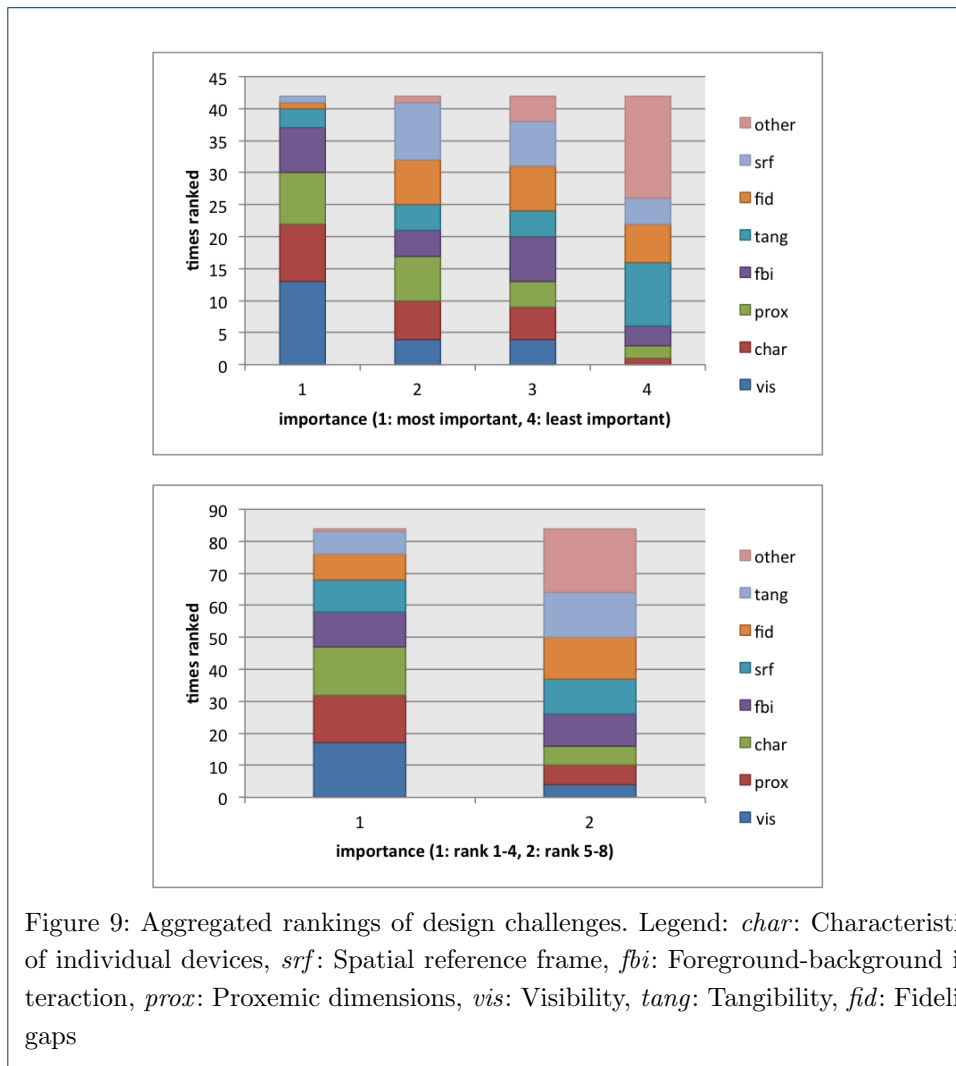 45
40
35
30
25
20
15
10
5
0
times ranked
1 2 3 4
importance (1: most important, 4: least important)
other
srf
fid
tang
fbi
prox
char
vis
90
80
70
60
50
40
30
20
10
0
times ranked
1 2
importance (1: rank 1-4, 2: rank 5-8)
other
tang
fid
srf
fbi
char
prox
vis
Figure 9: Aggregated rankings of design challenges. Legend: char: Characteristi
of individual devices, srf: Spatial reference frame, fbi: Foreground-background i
teraction, prox: Proxemic dimensions, vis: Visibility, tang: Tangibility, fid: Fideli
gaps